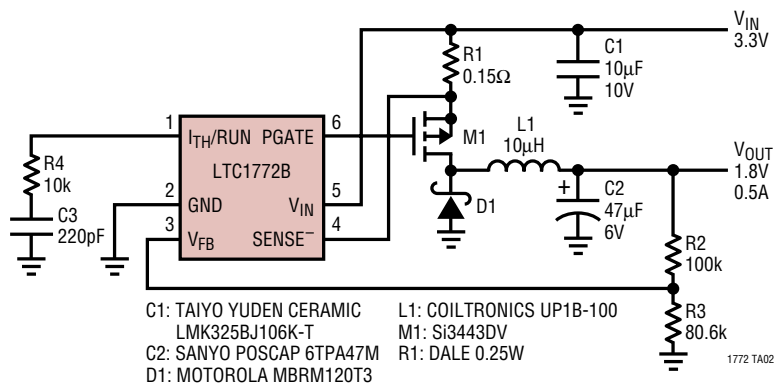 V_IN
3.3V
R1
0.15Ω
C1
10µF
10V
1
I_TH/RUN
PGATE
6
M1
LTC1772B
L1
10µH
V_OUT
1.8V
0.5A
R4
10k
2
GND
V_IN
5
C3
220pF
3
V_FB
SENSE⁻
4
D1
+
C2
47µF
6V
R2
100k
R3
80.6k
C1: TAIYO YUDEN CERAMIC
LMK325BJ106K-T
C2: SANYO POSCAP 6TPA47M
D1: MOTOROLA MBRM120T3
L1: COILTRONICS UP1B-100
M1: Si3443DV
R1: DALE 0.25W
1772 TA02